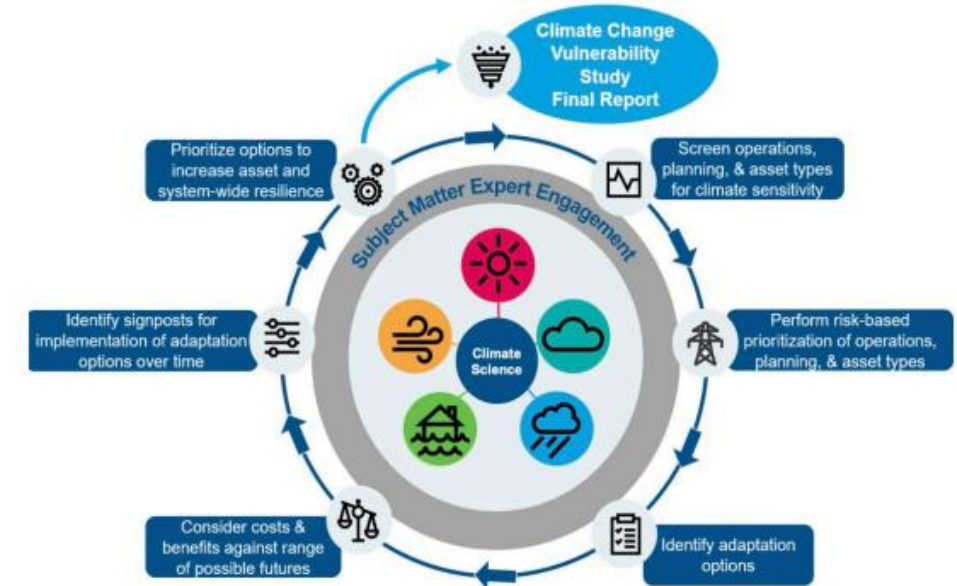 Climate Change
Vulnerability
Study
Final Report
Prioritize options to
increase asset and
system-wide resilience
Screen operations,
planning, & asset types
for climate sensitivity
Subject Matter Expert Engagement
Identify signposts for
implementation of adaptation
options over time
Climate
Science
Perform risk-based
prioritization of operations,
planning, & asset types
Consider costs &
benefits against range
of possible futures
Identify adaptation
options